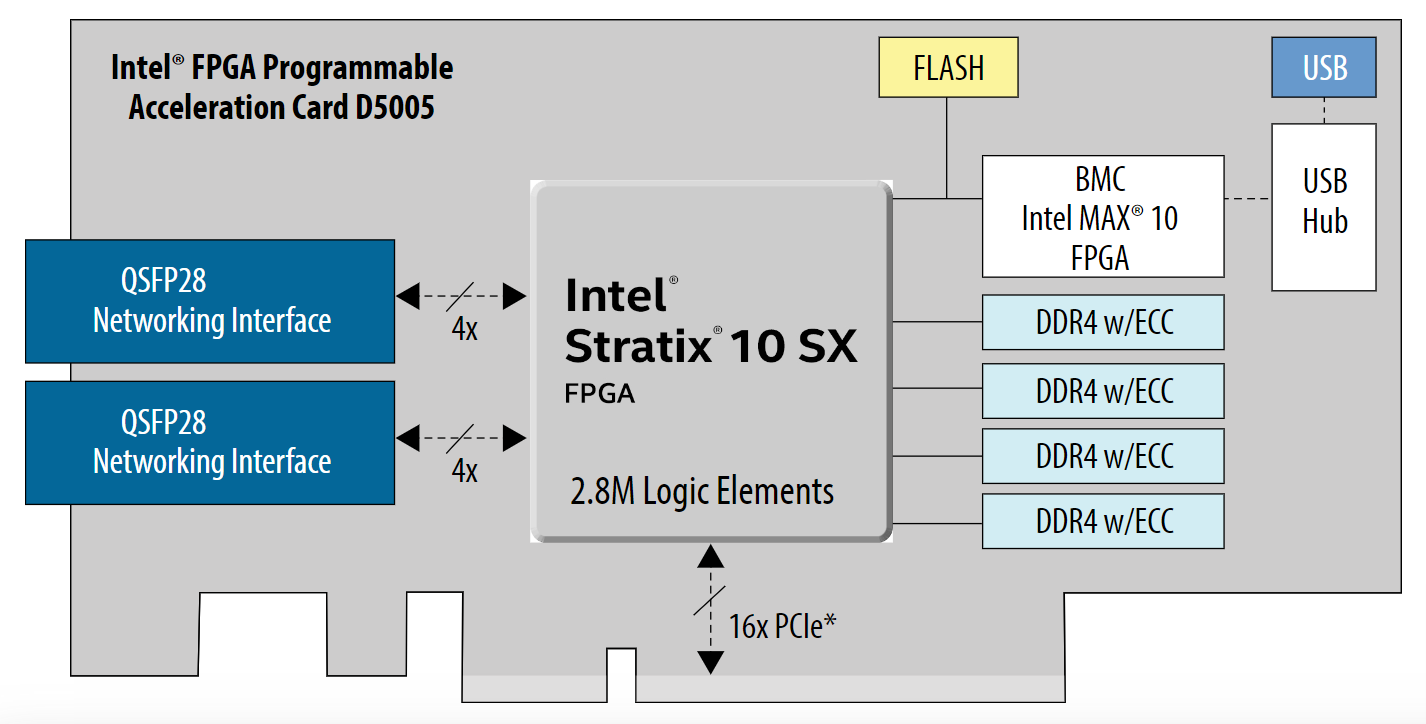 Intel® FPGA Programmable
Acceleration Card D5005
FLASH
USB
BMC
Intel MAX® 10
FPGA
USB
Hub
QSFP28
Networking Interface
4x
QSFP28
Networking Interface
4x
Intel®
Stratix® 10 SX
FPGA
2.8M Logic Elements
DDR4 w/ECC
DDR4 w/ECC
DDR4 w/ECC
DDR4 w/ECC
16x PCIe*